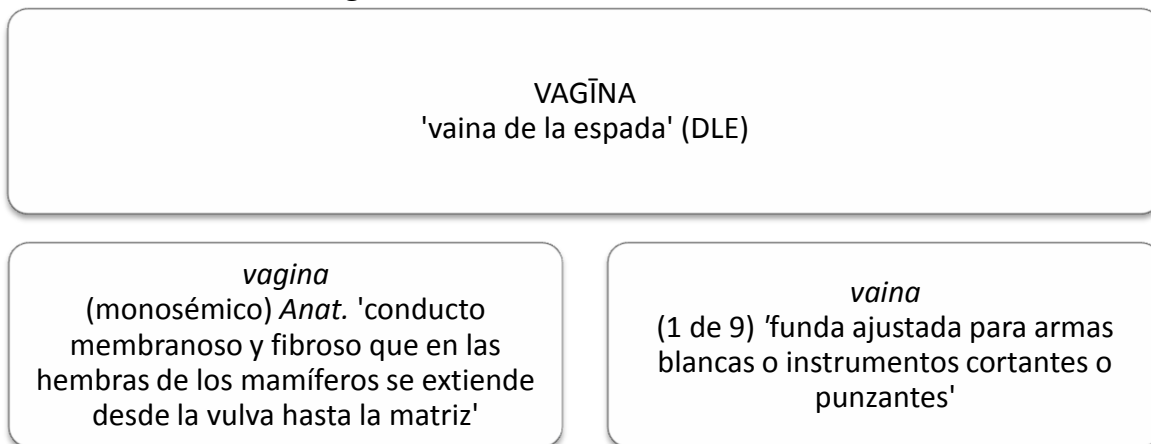 VAGĪNA
'vaina de la espada' (DLE)
vagina
(monosémico) Anat. 'conducto
membranoso y fibroso que en las
hembras de los mamíferos se extiende
desde la vulva hasta la matriz'
vaina
(1 de 9) 'funda ajustada para armas
blancas o instrumentos cortantes o
punzantes'